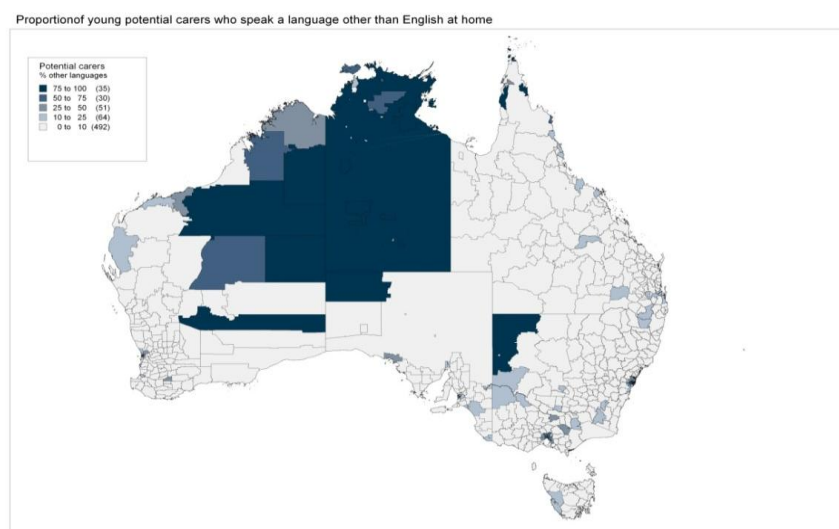 Proportionof young potential carers who speak a language other than English at home
Potential carers
% other languages
75 to 100 (35)
50 to 75 (30)
25 to 50 (51)
10 to 25 (64)
0 to 10 (492)